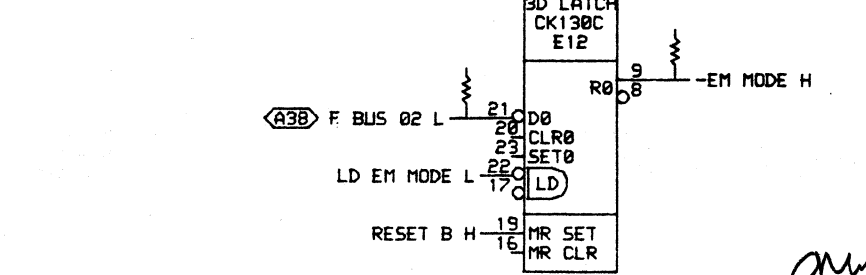 3D LATCH
CK130C
E12
9
R0
-EM MODE H
8
A38 F BUS 02 L
21
D0
20
CLR0
23
SET0
LD EM MODE L
22
17
LD
RESET B H
19
MR SET
16
MR CLR